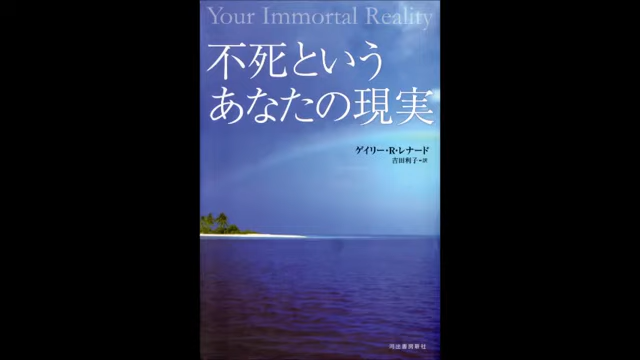 Your Immortal Reality
不死という
あなたの現実
ゲイリー・R・レナード
吉田利子=訳
河出書房新社